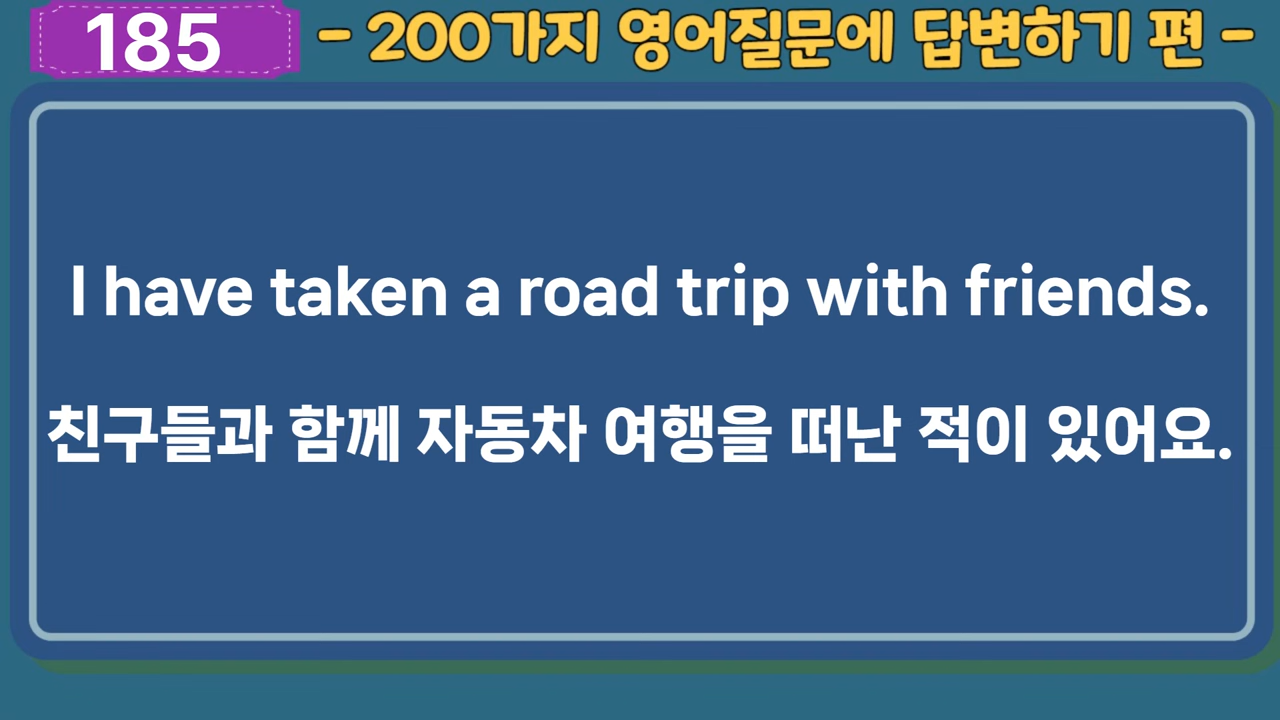 185
- 200가지 영어질문에 답변하기 편 -
I have taken a road trip with friends.
친구들과 함께 자동차 여행을 떠난 적이 있어요.